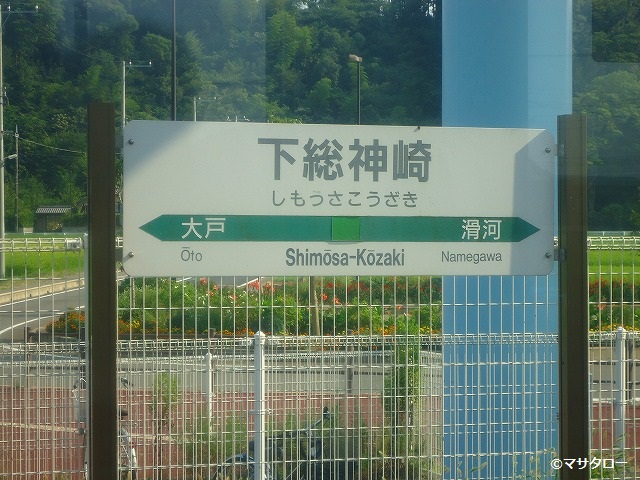 下総神崎
しもうさこうざき
大戸 滑河
Ōto Shimōsa-Kōzaki Namegawa
©マサタロー